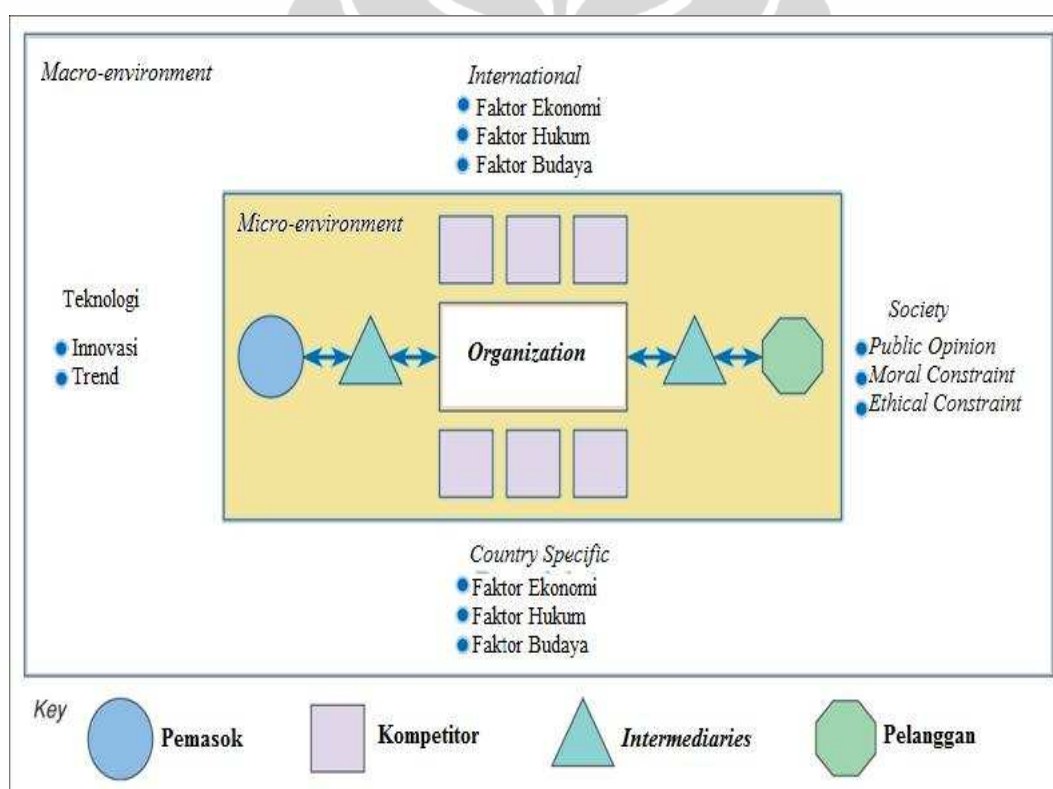 Macro-environment
International
Faktor Ekonomi
Faktor Hukum
Faktor Budaya
Micro-environment
Teknologi
Innovasi
Trend
Organization
Society
Public Opinion
Moral Constraint
Ethical Constraint
Country Specific
Faktor Ekonomi
Faktor Hukum
Faktor Budaya
Key
Pemasok
Kompetitor
Intermediaries
Pelanggan